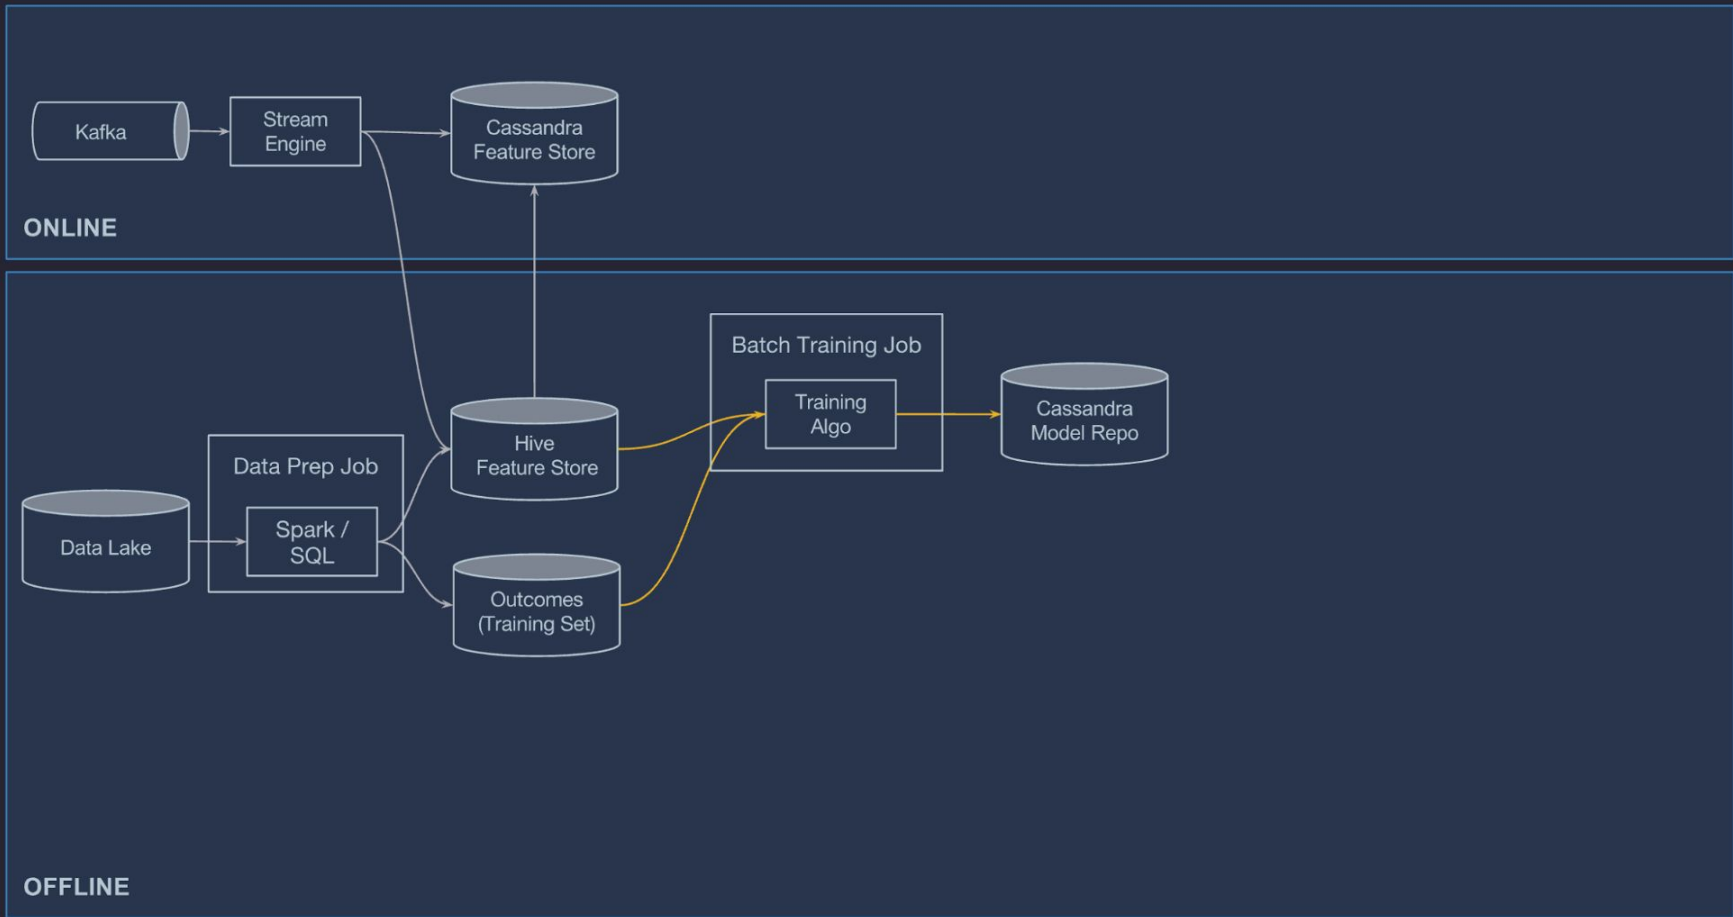 Kafka
Stream
Engine
Cassandra
Feature Store
ONLINE
Batch Training Job
Training
Algo
Cassandra
Model Repo
Hive
Feature Store
Data Prep Job
Spark /
SQL
Data Lake
Outcomes
(Training Set)
OFFLINE